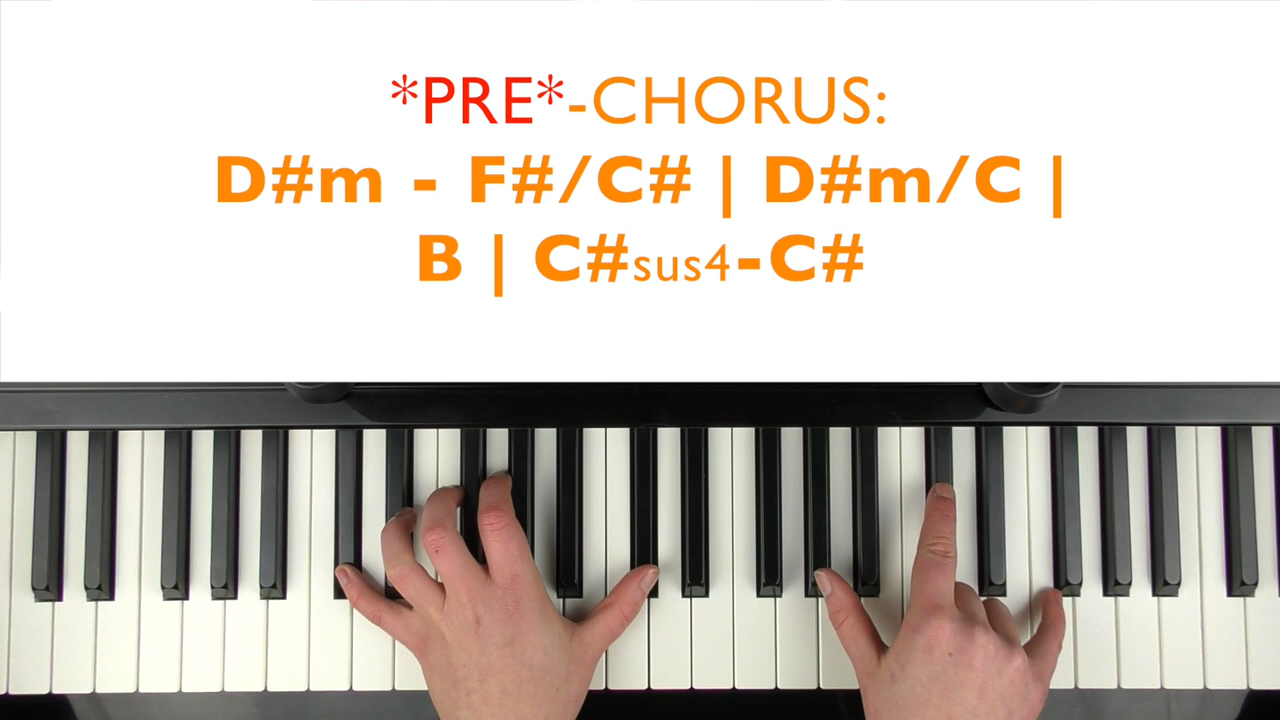 *PRE*-CHORUS:
D#m - F#/C# | D#m/C |
B | C#sus4-C#